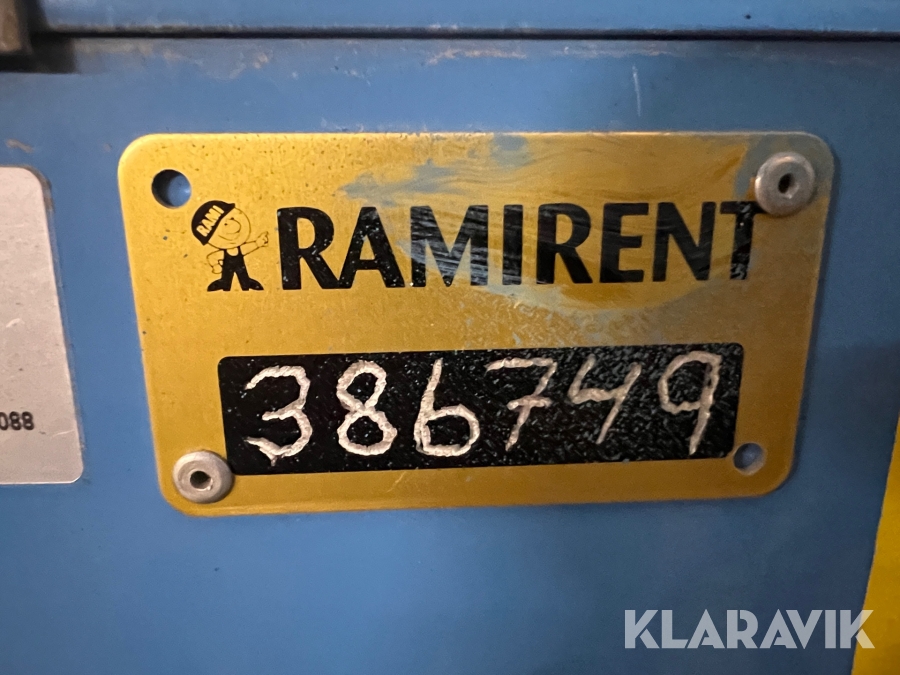 RAMI
RAMIRENT
386749
088
KLARAVIK